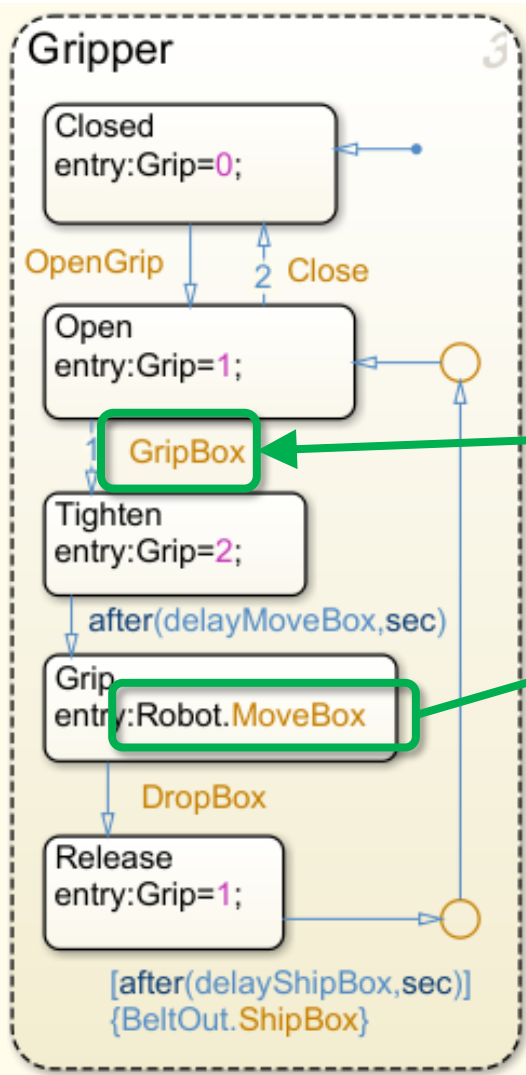 Gripper
3
Closed
entry:Grip=0;
OpenGrip
2
Close
Open
entry:Grip=1;
1
GripBox
Tighten
entry:Grip=2;
after(delayMoveBox,sec)
Grip
entry:Robot.MoveBox
DropBox
Release
entry:Grip=1;
[after(delayShipBox,sec)]
{BeltOut.ShipBox}